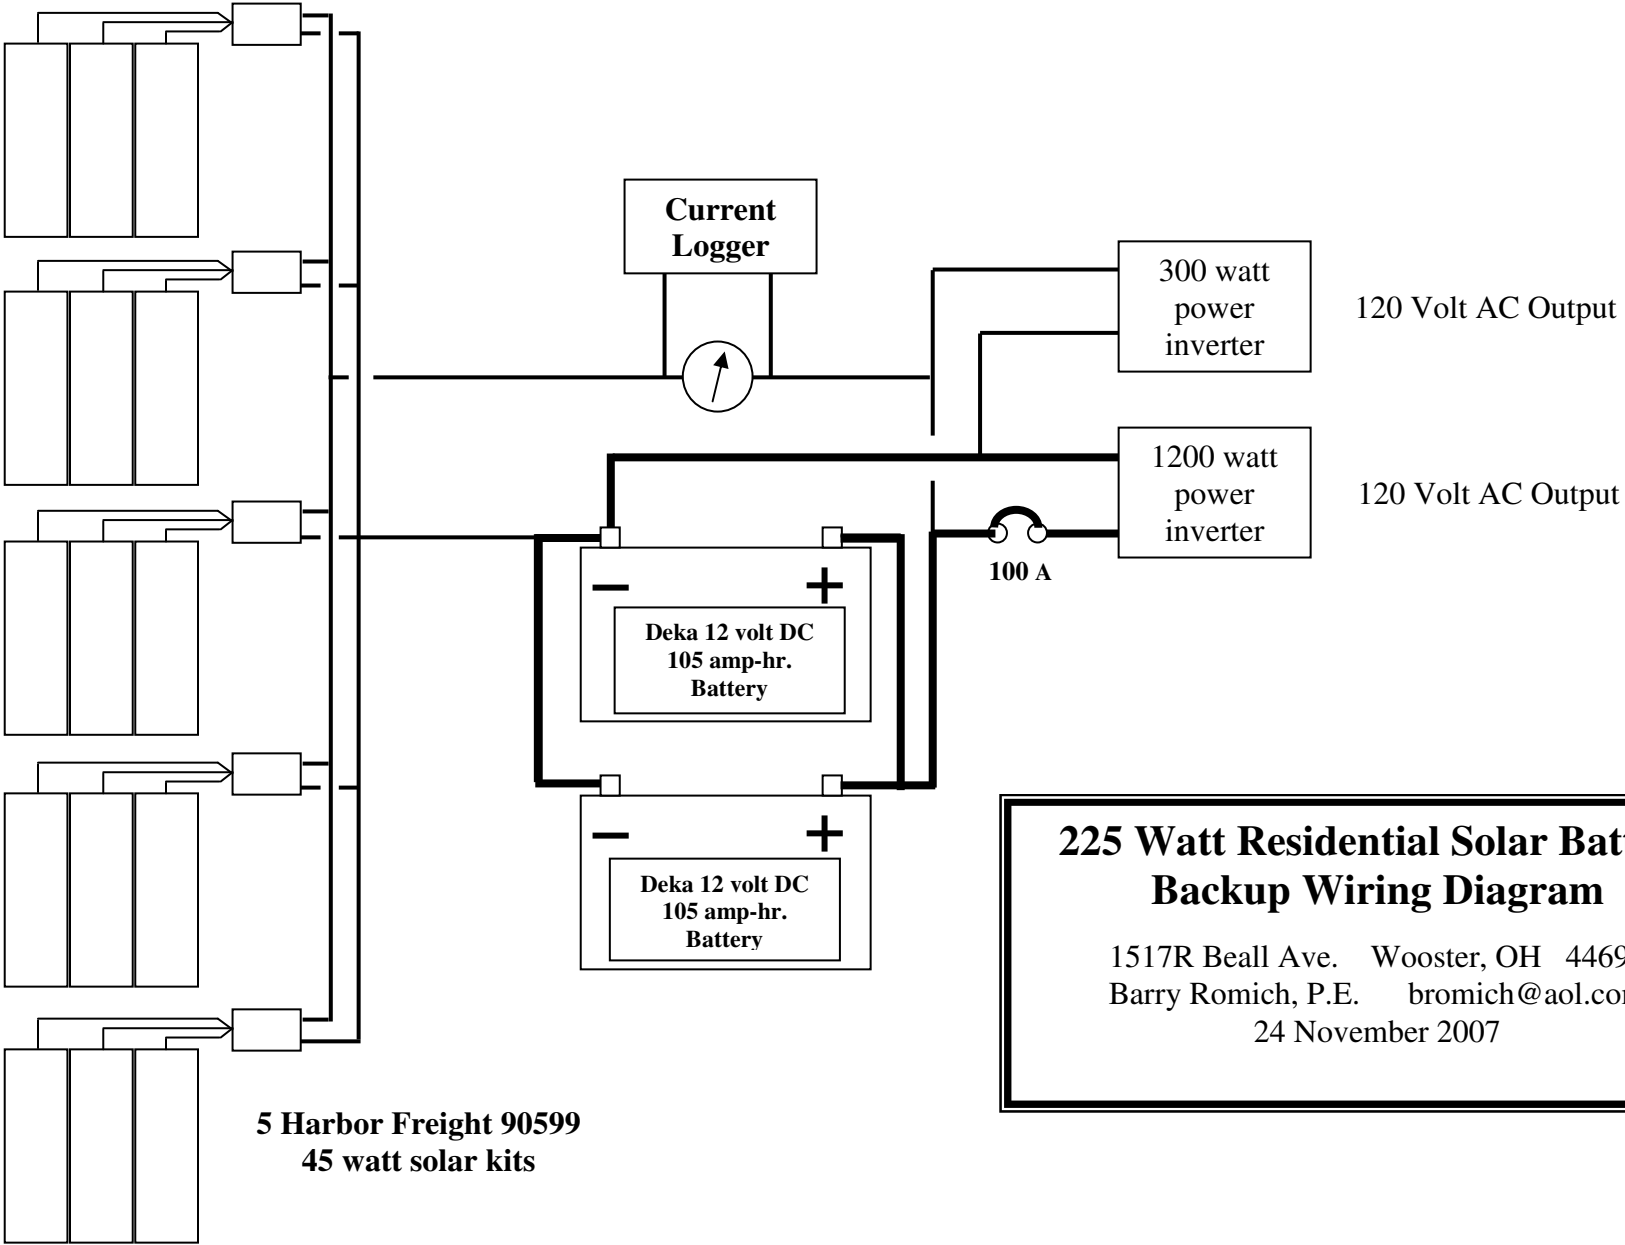 Current
Logger
300 watt
power
inverter
120 Volt AC Output
1200 watt
power
inverter
120 Volt AC Output
100 A
Deka 12 volt DC
105 amp-hr.
Battery
Deka 12 volt DC
105 amp-hr.
Battery
225 Watt Residential Solar Bat
Backup Wiring Diagram
1517R Beall Ave. Wooster, OH 4469
Barry Romich, P.E. bromich@aol.co
24 November 2007
5 Harbor Freight 90599
45 watt solar kits